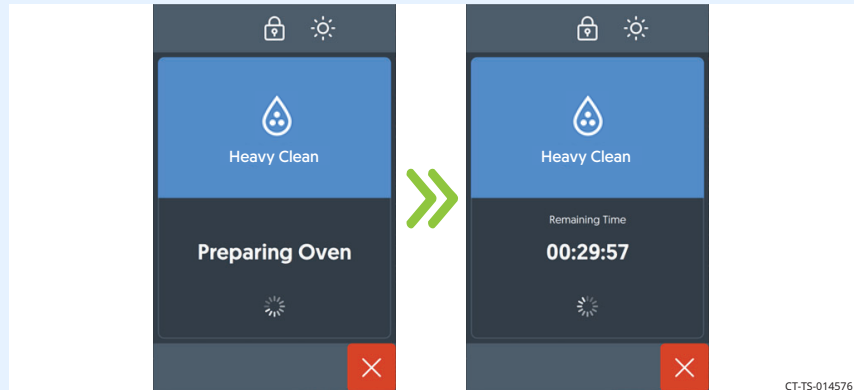 Heavy Clean
Preparing Oven
Heavy Clean
Remaining Time
00:29:57
CT-TS-014576